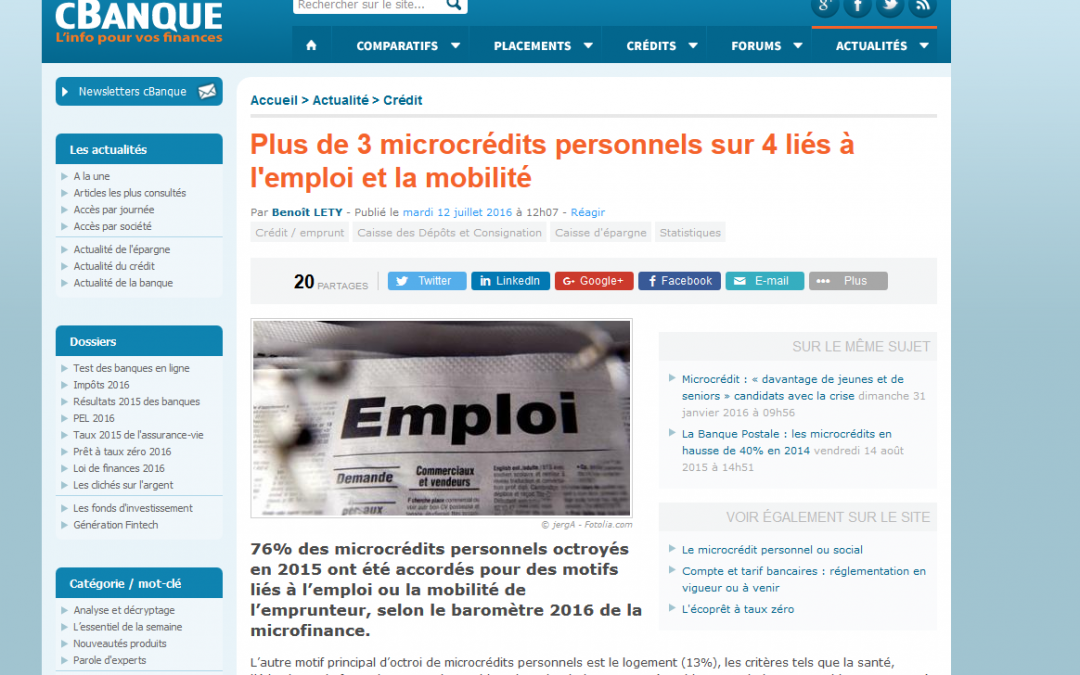 cBANQUE
L'info pour vos finances
Rechercher sur le site...
COMPARATIFS
PLACEMENTS
CRÉDITS
FORUMS
ACTUALITÉS
Newsletters cBanque
Les actualités
A la une
Articles les plus consultés
Accès par journée
Accès par société
Actualité de l'épargne
Actualité du crédit
Actualité de la banque
Dossiers
Test des banques en ligne
Impôts 2016
Résultats 2015 des banques
PEL 2016
Taux 2015 de l'assurance-vie
Prêt à taux zéro 2016
Loi de finances 2016
Les clichés sur l'argent
Les fonds d'investissement
Génération Fintech
Catégorie / mot-clé
Analyse et décryptage
L'essentiel de la semaine
Nouveautés produits
Parole d'experts
Accueil > Actualité > Crédit
Plus de 3 microcrédits personnels sur 4 liés à
l'emploi et la mobilité
Par Benoît LETY - Publié le mardi 12 juillet 2016 à 12h07 - Réagir
Crédit / emprunt
Caisse des Dépôts et Consignation
Caisse d'épargne
Statistiques
20 PARTAGES
Twitter
LinkedIn
Google+
Facebook
E-mail
Plus
Emploi
Demande
Commerciaux
et vendeurs
© jergA - Fotolia.com
76% des microcrédits personnels octroyés
en 2015 ont été accordés pour des motifs
liés à l'emploi ou la mobilité de
l'emprunteur, selon le baromètre 2016 de la
microfinance.
L'autre motif principal d'octroi de microcrédits personnels est le logement (13%), les critères tels que la santé,
SUR LE MÊME SUJET
Microcrédit : « davantage de jeunes et de
seniors » candidats avec la crise dimanche 31
janvier 2016 à 09h56
La Banque Postale : les microcrédits en
hausse de 40% en 2014 vendredi 14 août
2015 à 14h51
VOIR ÉGALEMENT SUR LE SITE
Le microcrédit personnel ou social
Compte et tarif bancaires : réglementation en
vigueur ou à venir
L'écoprêt à taux zéro